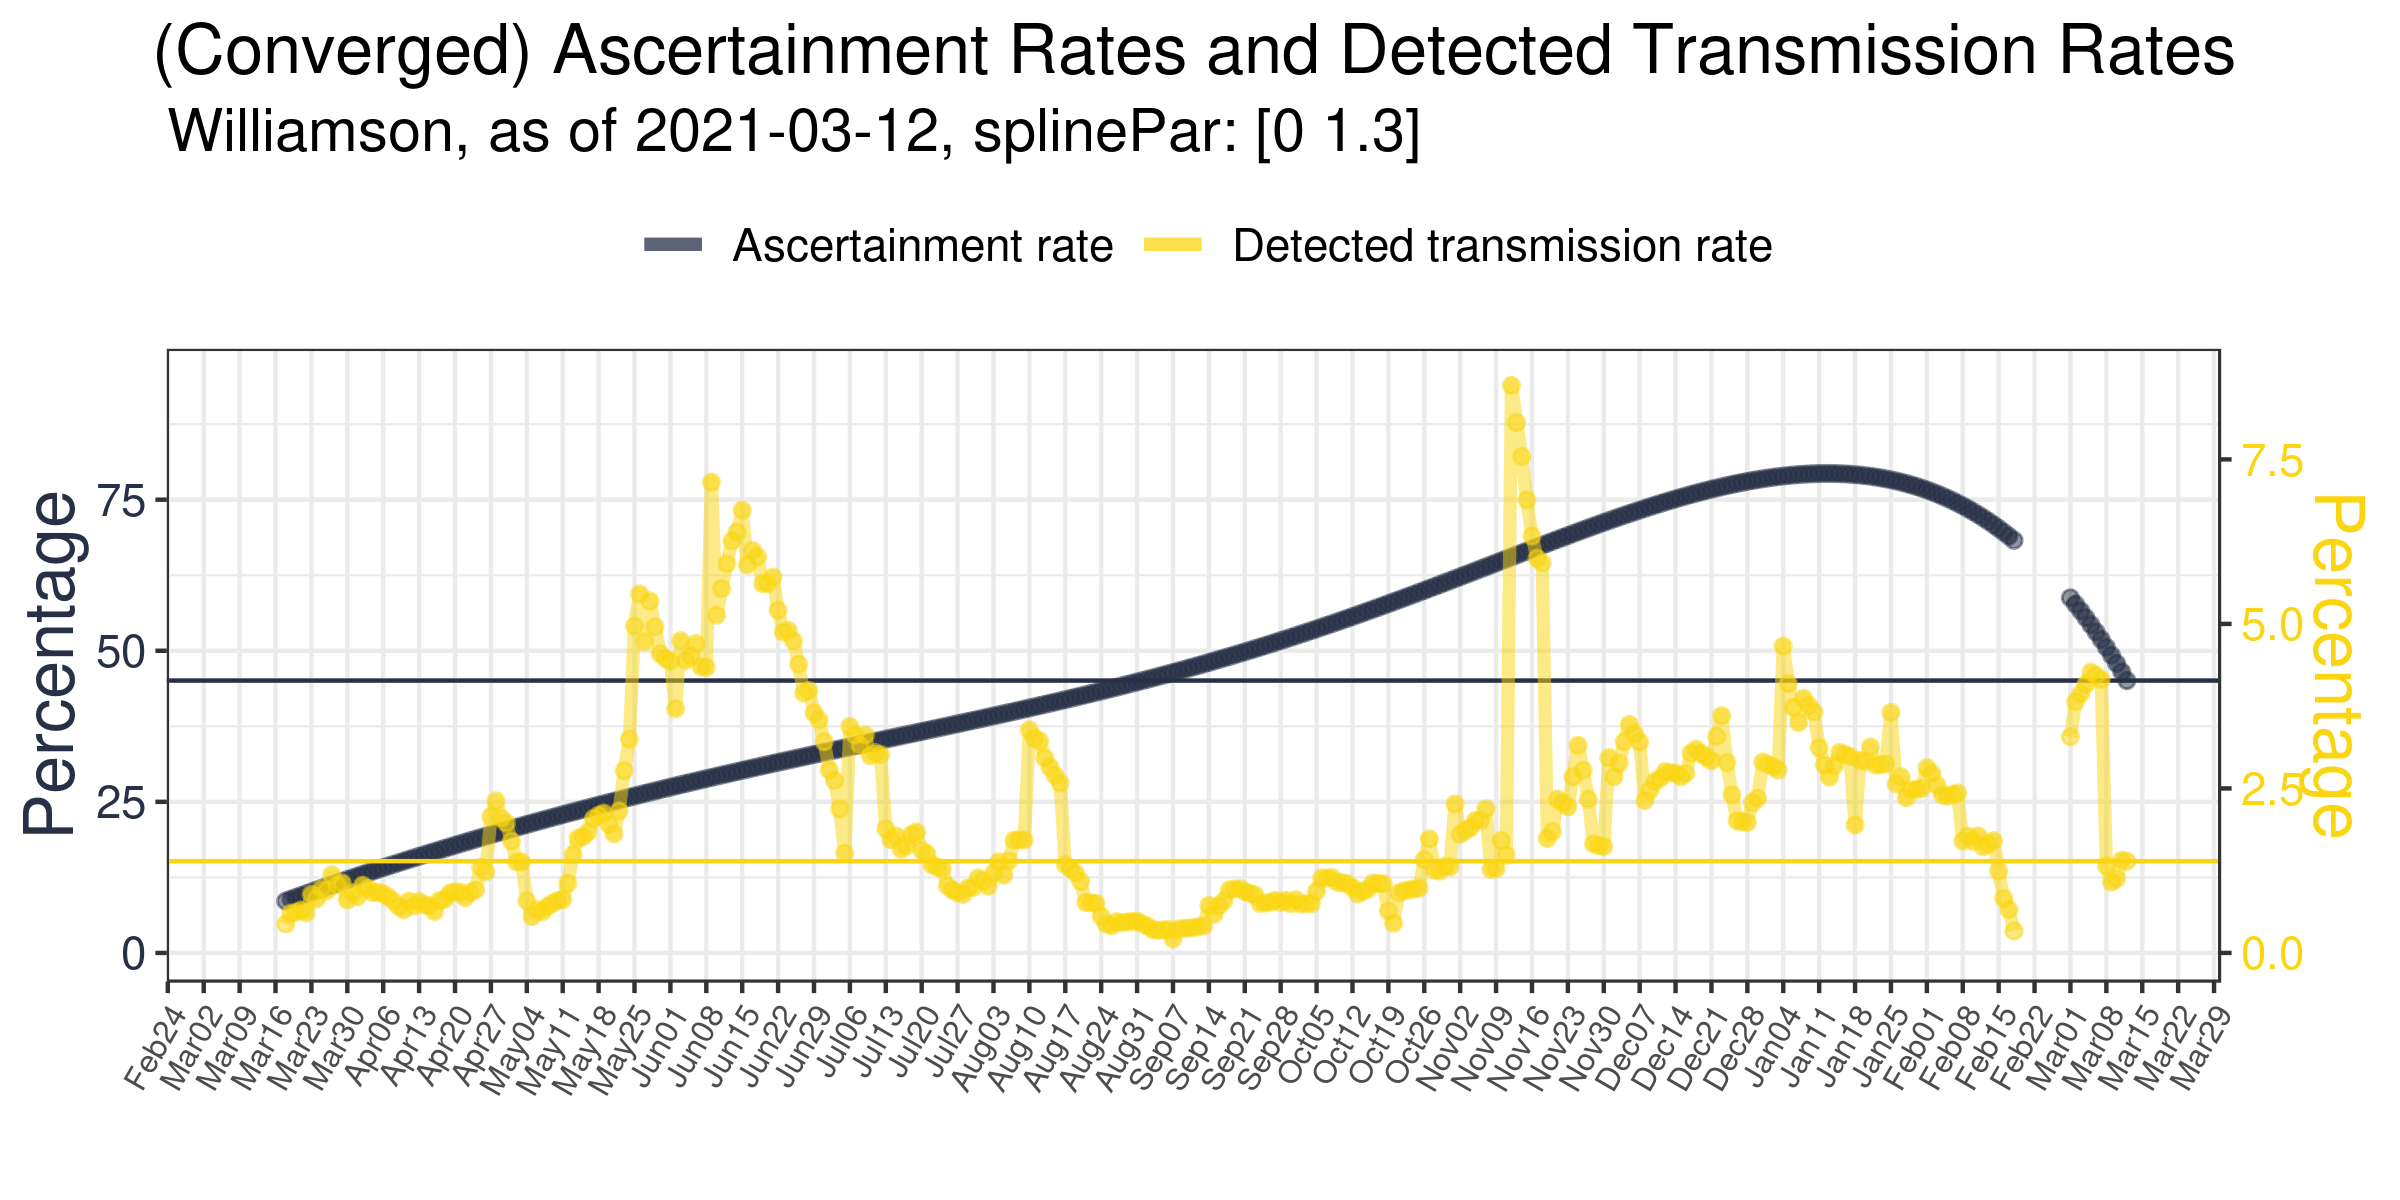 (Converged) Ascertainment Rates and Detected Transmission Rates
Williamson, as of 2021-03-12, splinePar: [0 1.3]
Ascertainment rate
Detected transmission rate
Percentage
75
50
25
0
7.5
5.0
2.5
0.0
Percentage
Feb24
Mar02
Mar09
Mar16
Mar23
Mar30
Apr06
Apr13
Apr20
Apr27
May04
May11
May18
May25
Jun01
Jun08
Jun15
Jun22
Jun29
Jul06
Jul13
Jul20
Jul27
Aug03
Aug10
Aug17
Aug24
Aug31
Sep07
Sep14
Sep21
Sep28
Oct05
Oct12
Oct19
Oct26
Nov02
Nov09
Nov16
Nov23
Nov30
Dec07
Dec14
Dec21
Dec28
Jan04
Jan11
Jan18
Jan25
Feb01
Feb08
Feb15
Feb22
Mar01
Mar08
Mar15
Mar22
Mar29